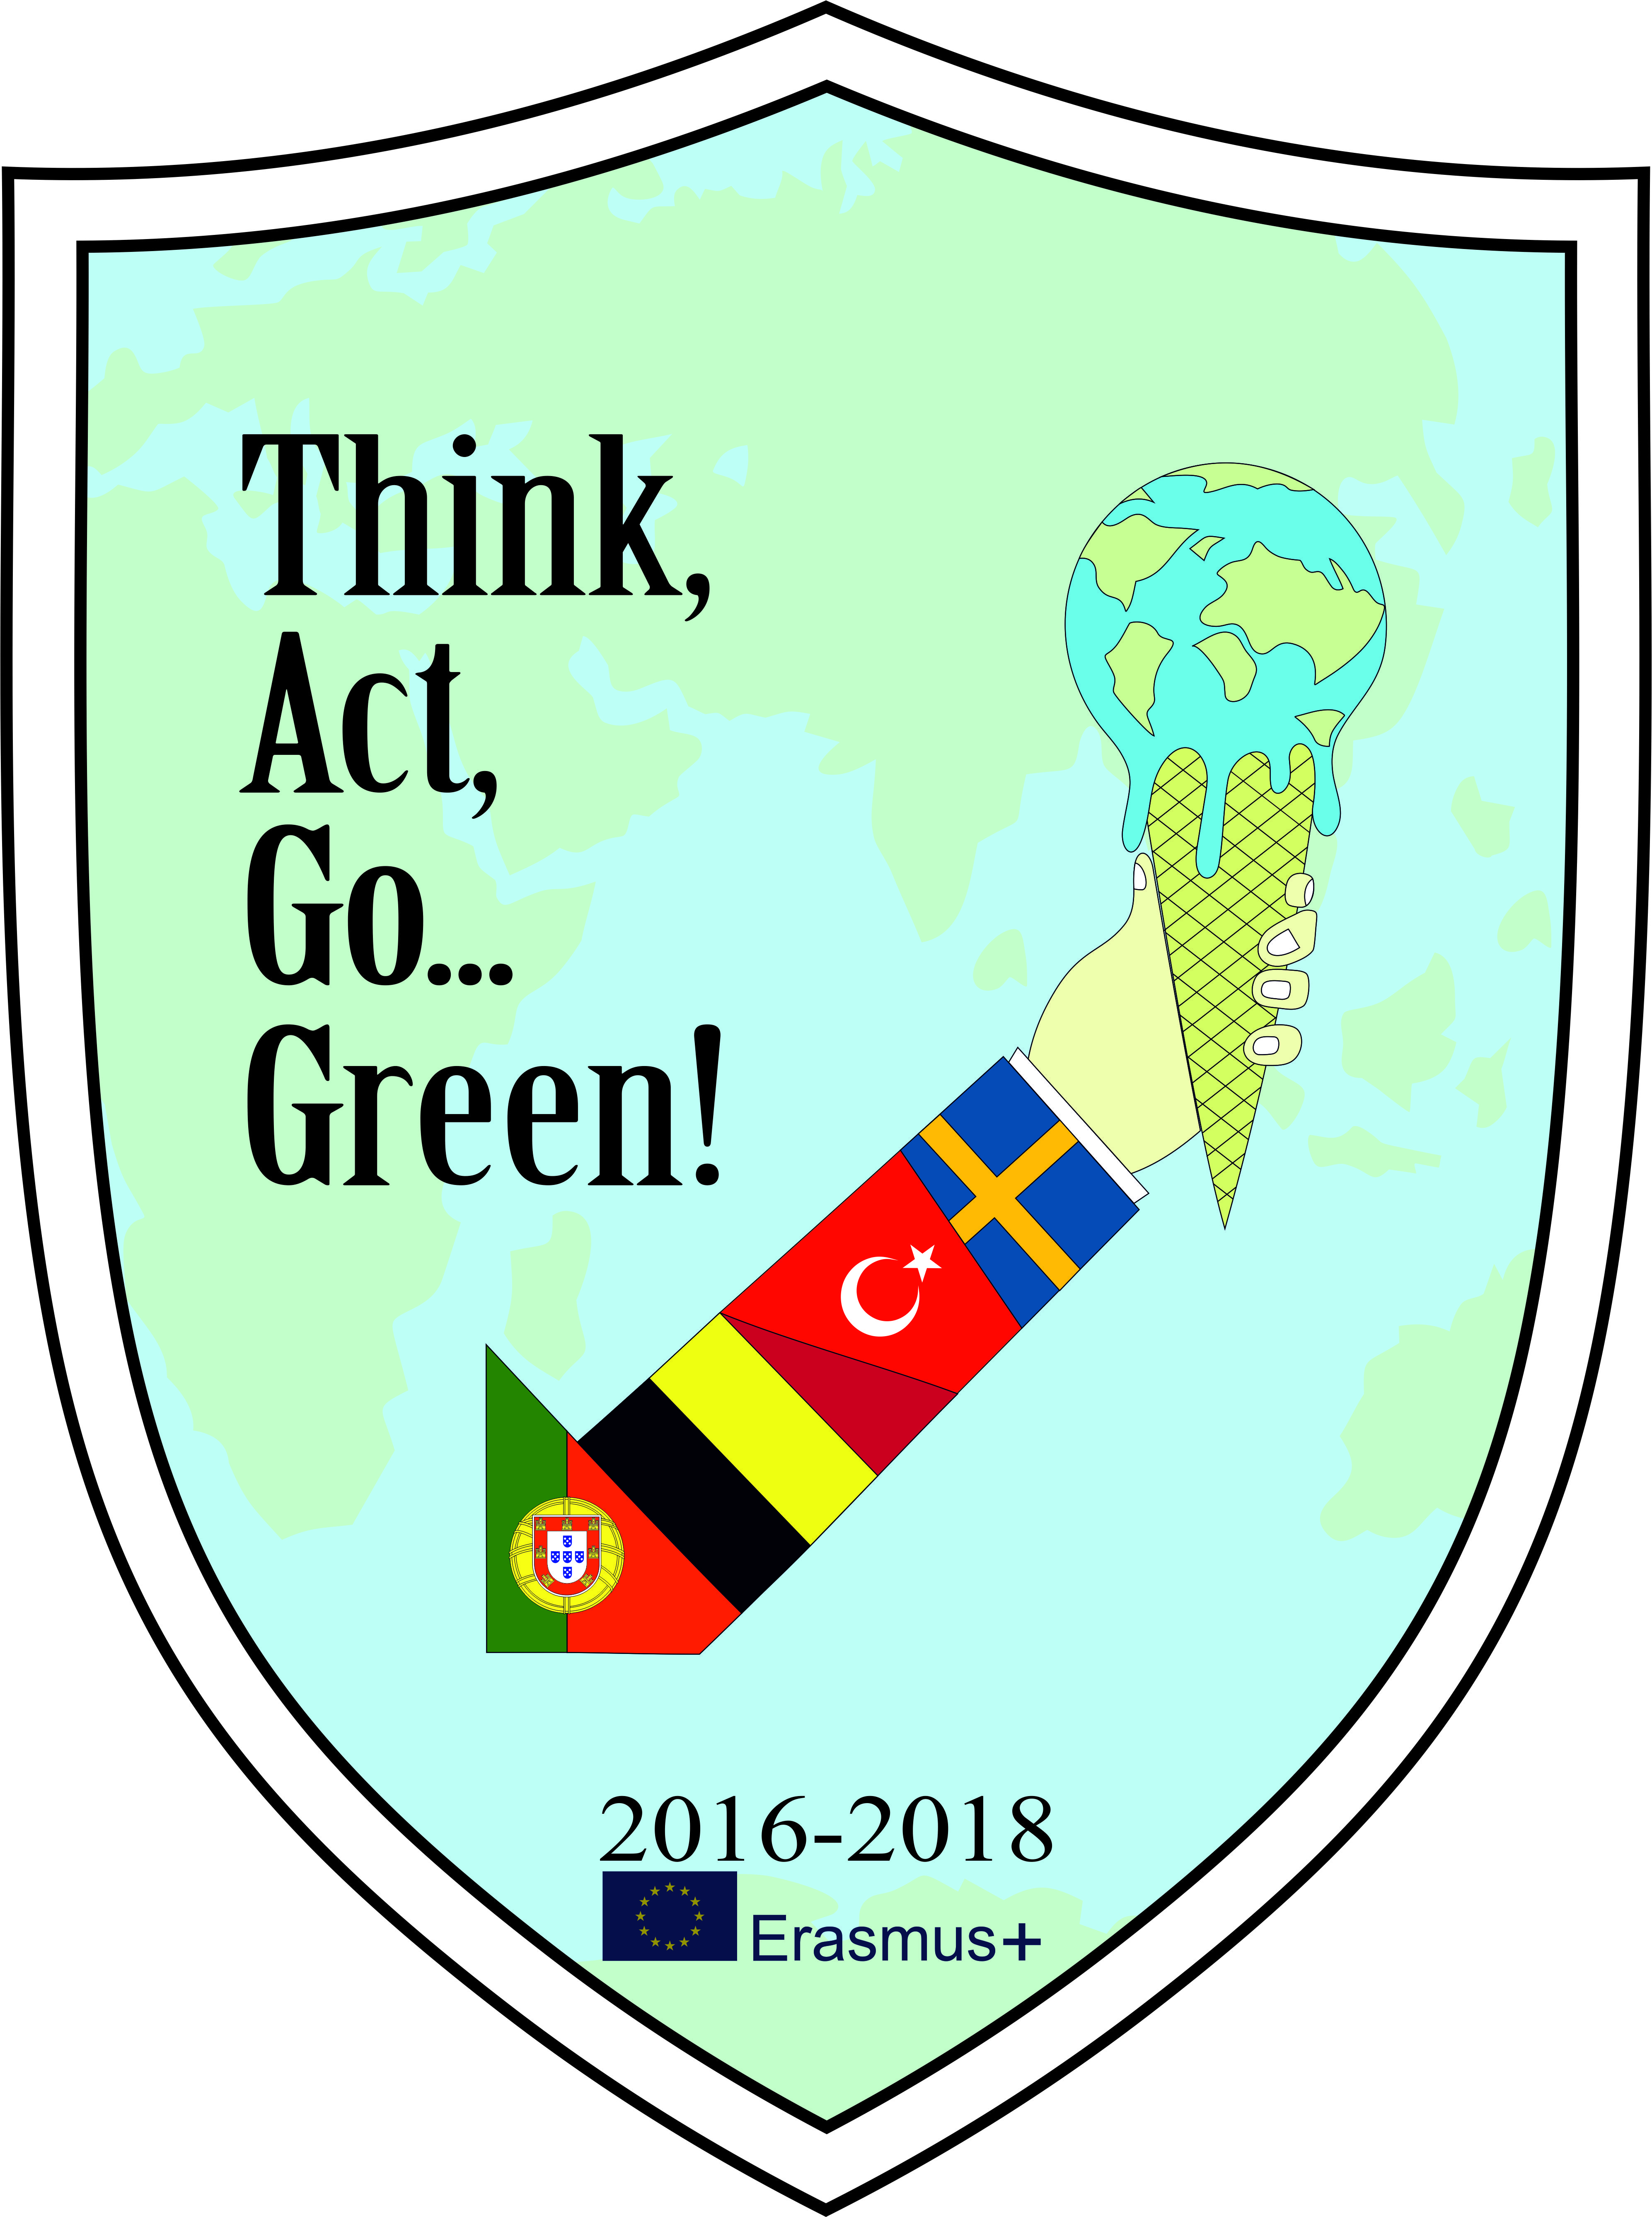 Think,
Act,
Go...
Green!
2016-2018
Erasmus+